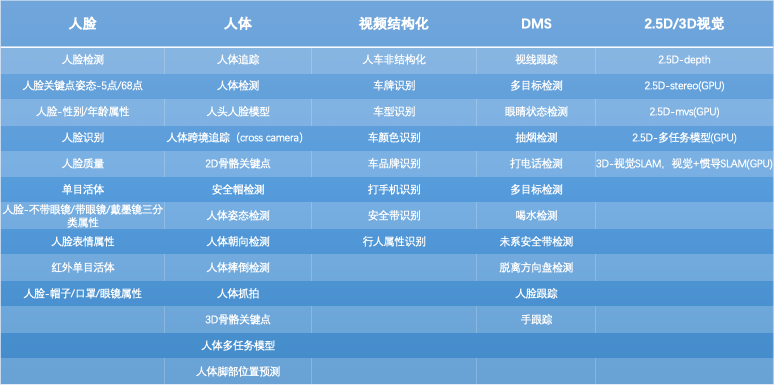 人脸 人体 视频结构化 DMS 2.5D/3D视觉
人脸检测 人体追踪 人车非结构化 视线跟踪 2.5D-depth
人脸关键点姿态-5点/68点 人体检测 车牌识别 多目标检测 2.5D-stereo(GPU)
人脸-性别/年龄属性 人头人脸模型 车型识别 眼睛状态检测 2.5D-mvs(GPU)
人脸识别 人体跨境追踪（cross camera） 车颜色识别 抽烟检测 2.5D-多任务模型(GPU)
人脸质量 2D骨骼关键点 车品牌识别 打电话检测 3D-视觉SLAM，视觉+惯导SLAM(GPU)
单目活体 安全帽检测 打手机识别 多目标检测
人脸-不带眼镜/带眼镜/戴墨镜三分
类属性 人体姿态检测 安全带识别 喝水检测
人脸表情属性 人体朝向检测 行人属性识别 未系安全带检测
红外单目活体 人体摔倒检测 脱离方向盘检测
人脸-帽子/口罩/眼镜属性 人体抓拍 人脸跟踪
3D骨骼关键点 手跟踪
人体多任务模型
人体脚部位置预测